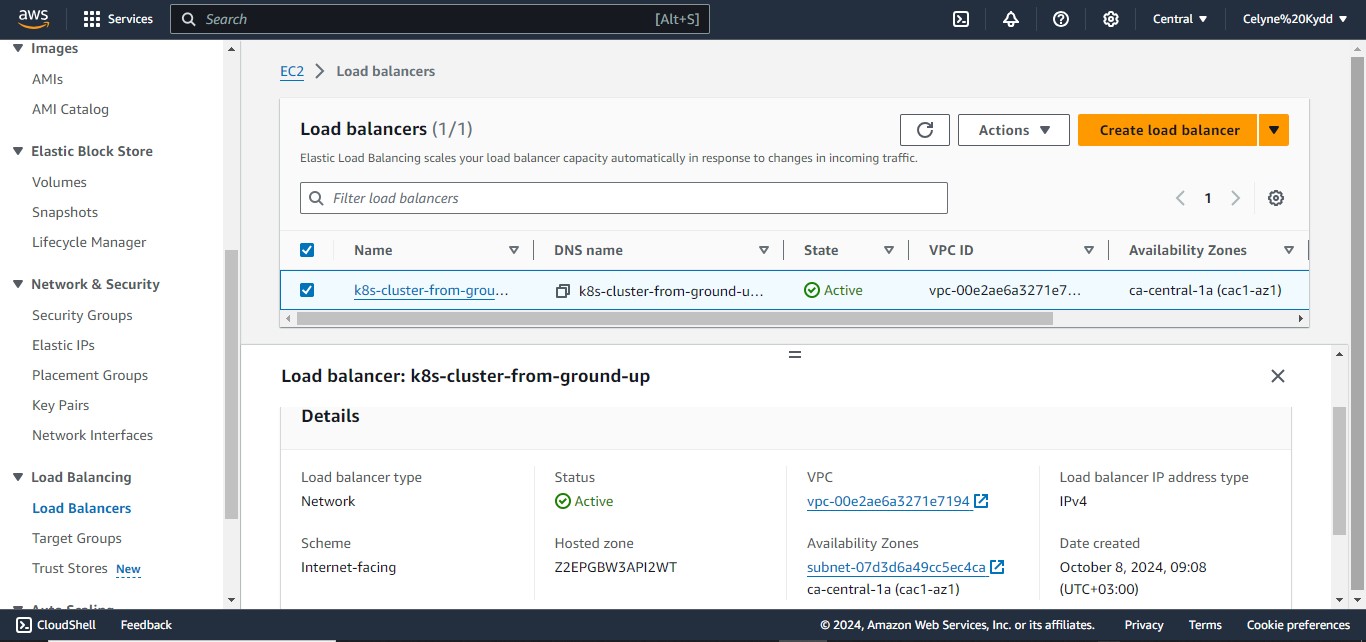 aws Services Search [Alt+S] Central Celyne%20Kydd
Images
AMIs
AMI Catalog
Elastic Block Store
Volumes
Snapshots
Lifecycle Manager
Network & Security
Security Groups
Elastic IPs
Placement Groups
Key Pairs
Network Interfaces
Load Balancing
Load Balancers
Target Groups
Trust Stores New
Auto Scaling
EC2 Load balancers
Load balancers (1/1) Actions Create load balancer
Elastic Load Balancing scales your load balancer capacity automatically in response to changes in incoming traffic.
Filter load balancers 1
Name DNS name State VPC ID Availability Zones
k8s-cluster-from-grou... k8s-cluster-from-ground-u... Active vpc-00e2ae6a3271e7... ca-central-1a (cac1-az1)
Load balancer: k8s-cluster-from-ground-up
Details
Load balancer type Status VPC Load balancer IP address type
Network Active vpc-00e2ae6a3271e7194 IPv4
Scheme Hosted zone Availability Zones Date created
Internet-facing Z2EPGBW3API2WT subnet-07d3d6a49cc5ec4ca October 8, 2024, 09:08
ca-central-1a (cac1-az1) (UTC+03:00)
CloudShell Feedback © 2024, Amazon Web Services, Inc. or its affiliates. Privacy Terms Cookie preferences